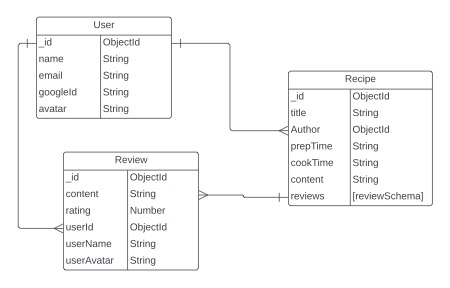 User
_id ObjectId
name String
email String
googleId String
avatar String
Recipe
_id ObjectId
title String
Author ObjectId
prepTime String
cookTime String
content String
reviews [reviewSchema]
Review
_id ObjectId
content String
rating Number
userId ObjectId
userName String
userAvatar String